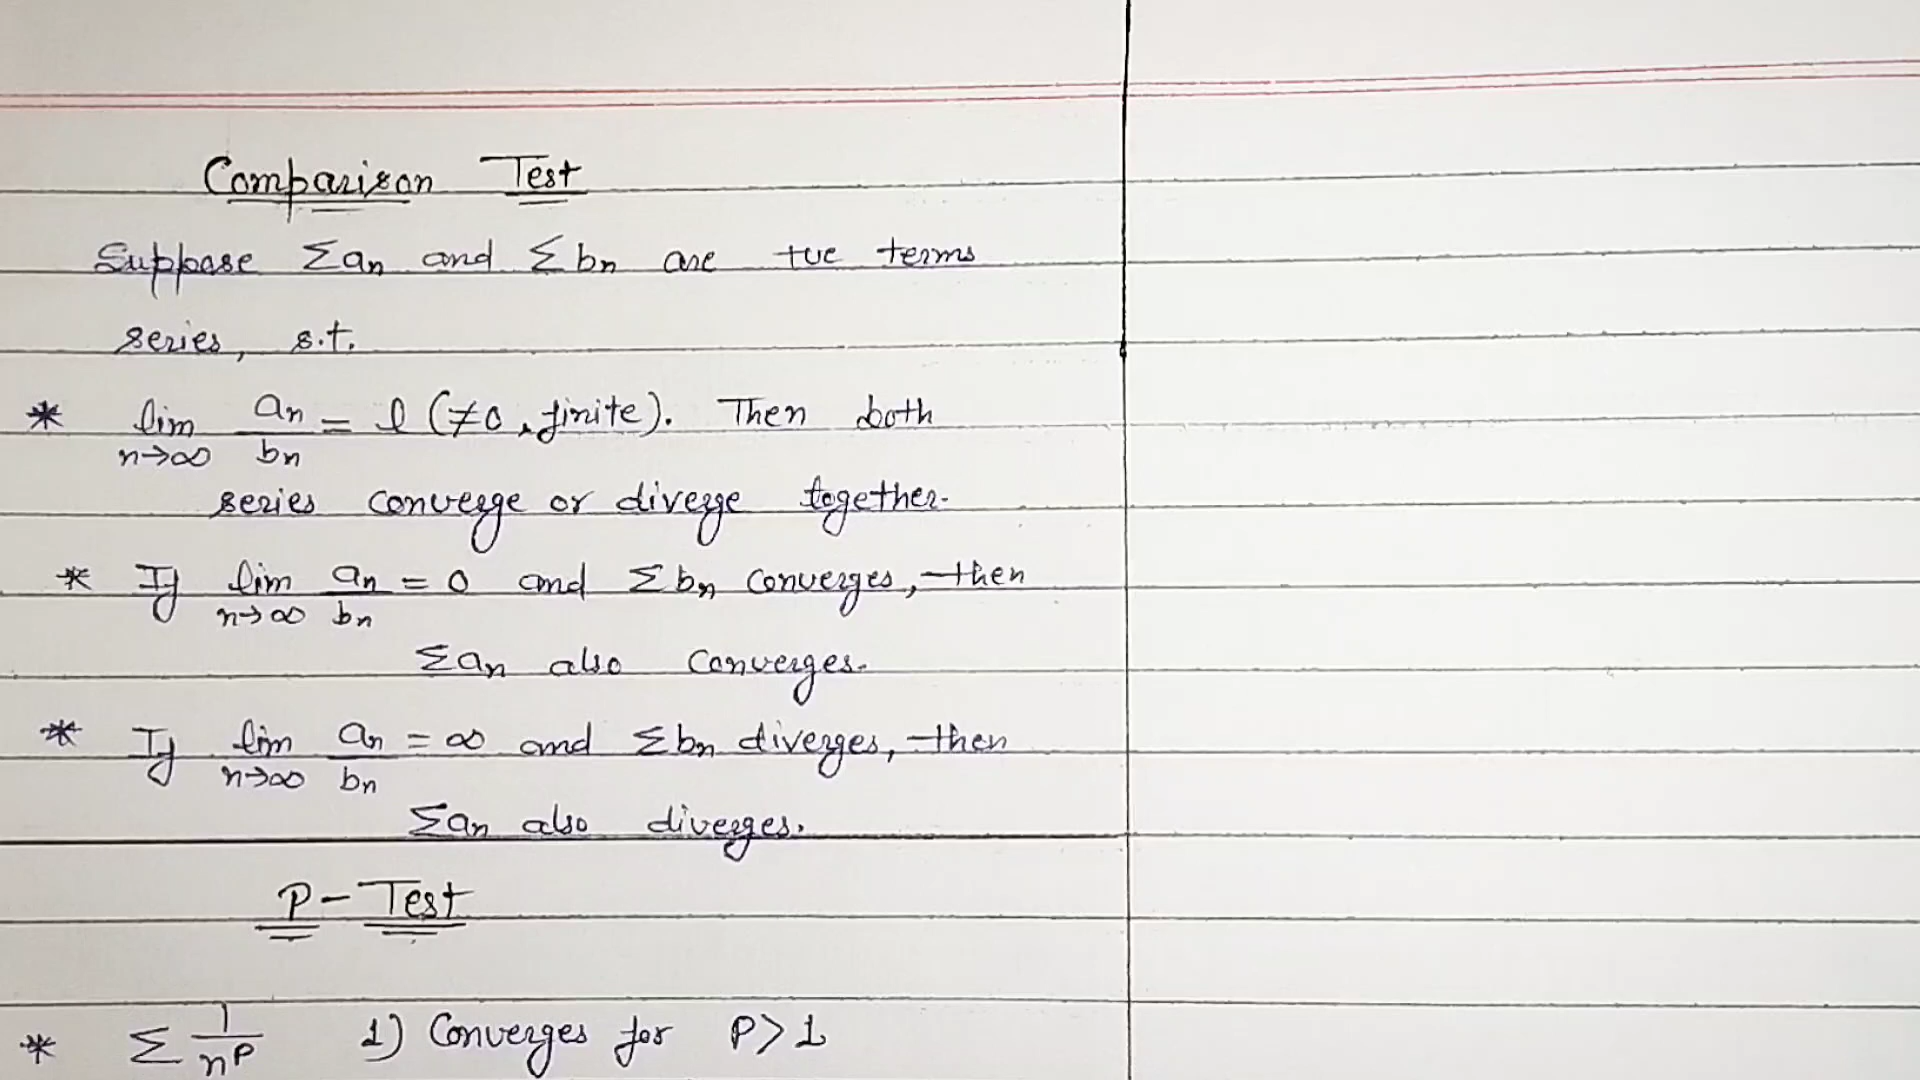 Comparison Test
Suppose Σan and Σbn are +ve terms
series, s.t.
* lim n→∞ an/bn = l (≠0, finite). Then both
series converge or diverge together.
* If lim n→∞ an/bn = 0 and Σbn converges, then
Σan also converges.
* If lim n→∞ an/bn = ∞ and Σbn diverges, then
Σan also diverges.
P-Test
* Σ 1/n^P 1) Converges for P>1